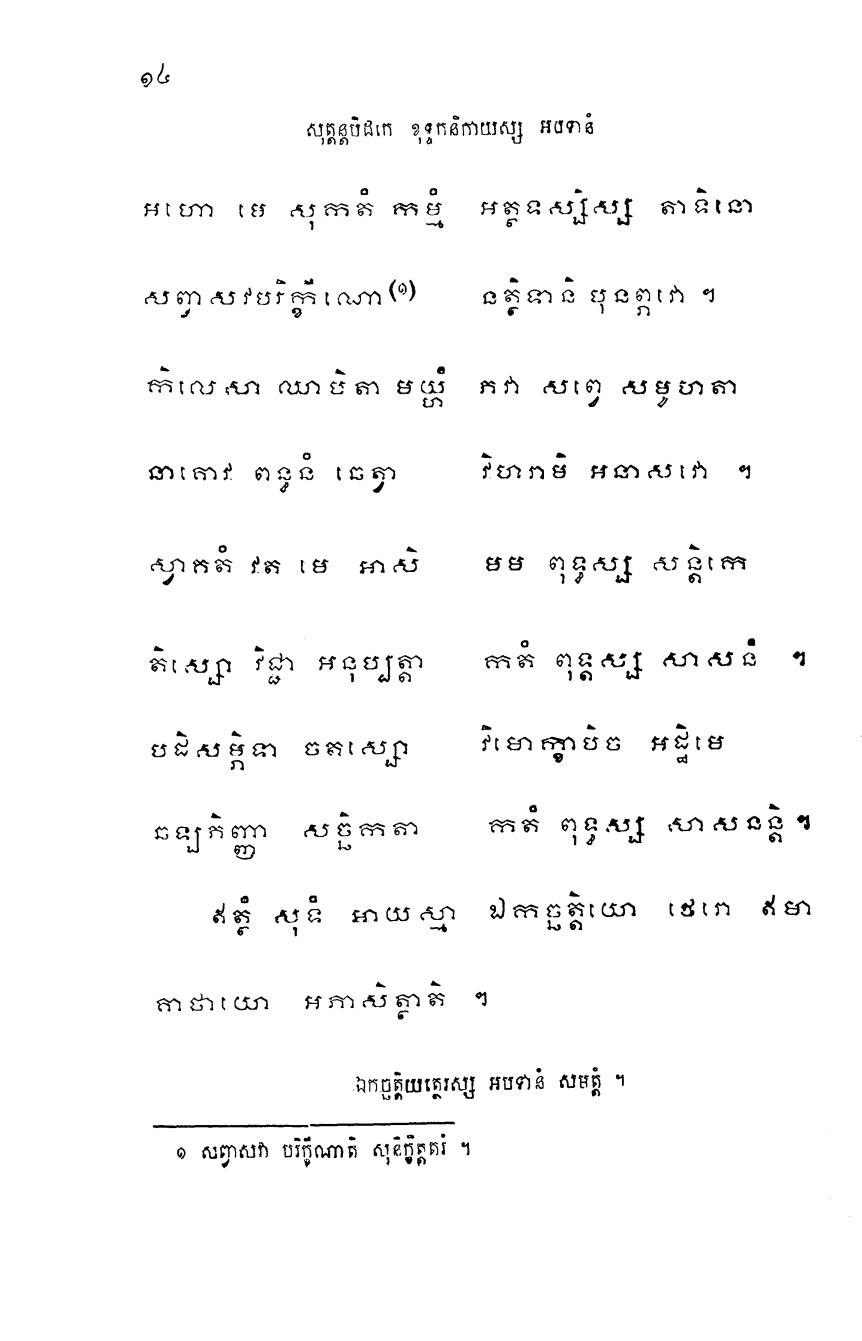 ១៤
សុត្តន្តបិដកេ ខុទ្ទកនិកាយស្ស អបទានំ
អហោ មេ សុកតំ កម្មំ អត្ថទស្សិស្ស តាទិនោ
សព្វាសវបរិក្ខីណោ(១) នត្ថិទានិ បុនព្ភវោ ។
កិលេសា ឈាបិតា មយ្ហំ ភវា សព្វេ សមូហតា
នាគោវ ពន្ធនំ ឆេត្វា វិហរាមិ អនាសវោ ។
ស្វាគតំ វត មេ អាសិ មម ពុទ្ធស្ស សន្តិកេ
តិស្សោ វិជ្ជា អនុប្បត្តា កតំ ពុទ្ធស្ស សាសនំ ។
បដិសម្ភិទា ចតស្សោ វិមោក្ខាបិច អដ្ឋិមេ
ឆឡភិញ្ញា សច្ឆិកតា កតំ ពុទ្ធស្ស សាសនន្តិ ។
ឥត្ថំ សុទំ អាយស្មា ឯកច្ឆត្តិយោ ថេរោ ឥមា
គាថាយោ អភាសិត្ថាតិ ។
ឯកច្ឆត្តិយត្ថេរស្ស អបទានំ សមត្តំ ។
១ សព្វាសវា បរិក្ខីណាតិ សុនិក្ខិត្តតរំ ។